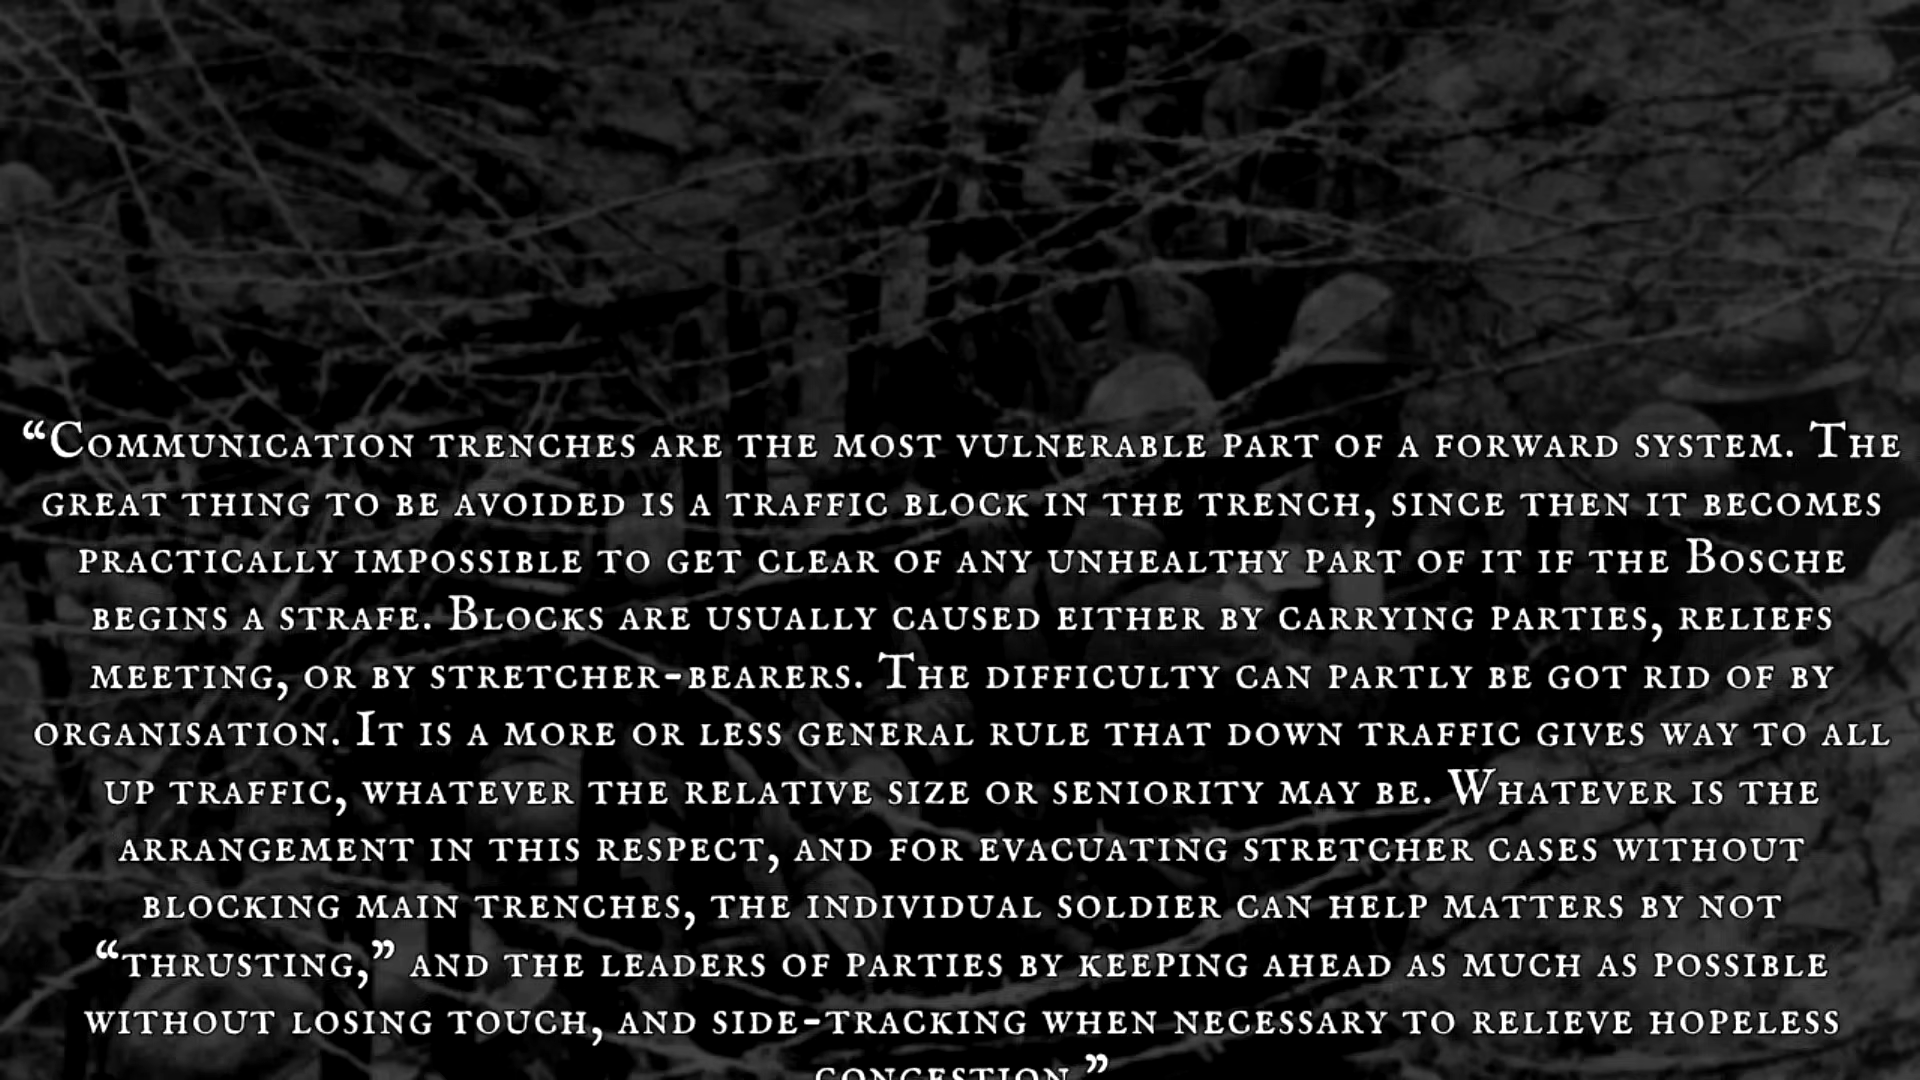 “Communication trenches are the most vulnerable part of a forward system. The
great thing to be avoided is a traffic block in the trench, since then it becomes
practically impossible to get clear of any unhealthy part of it if the Bosche
begins a strafe. Blocks are usually caused either by carrying parties, reliefs
meeting, or by stretcher-bearers. The difficulty can partly be got rid of by
organisation. It is a more or less general rule that down traffic gives way to all
up traffic, whatever the relative size or seniority may be. Whatever is the
arrangement in this respect, and for evacuating stretcher cases without
blocking main trenches, the individual soldier can help matters by not
“thrusting,” and the leaders of parties by keeping ahead as much as possible
without losing touch, and side-tracking when necessary to relieve hopeless
congestion.”